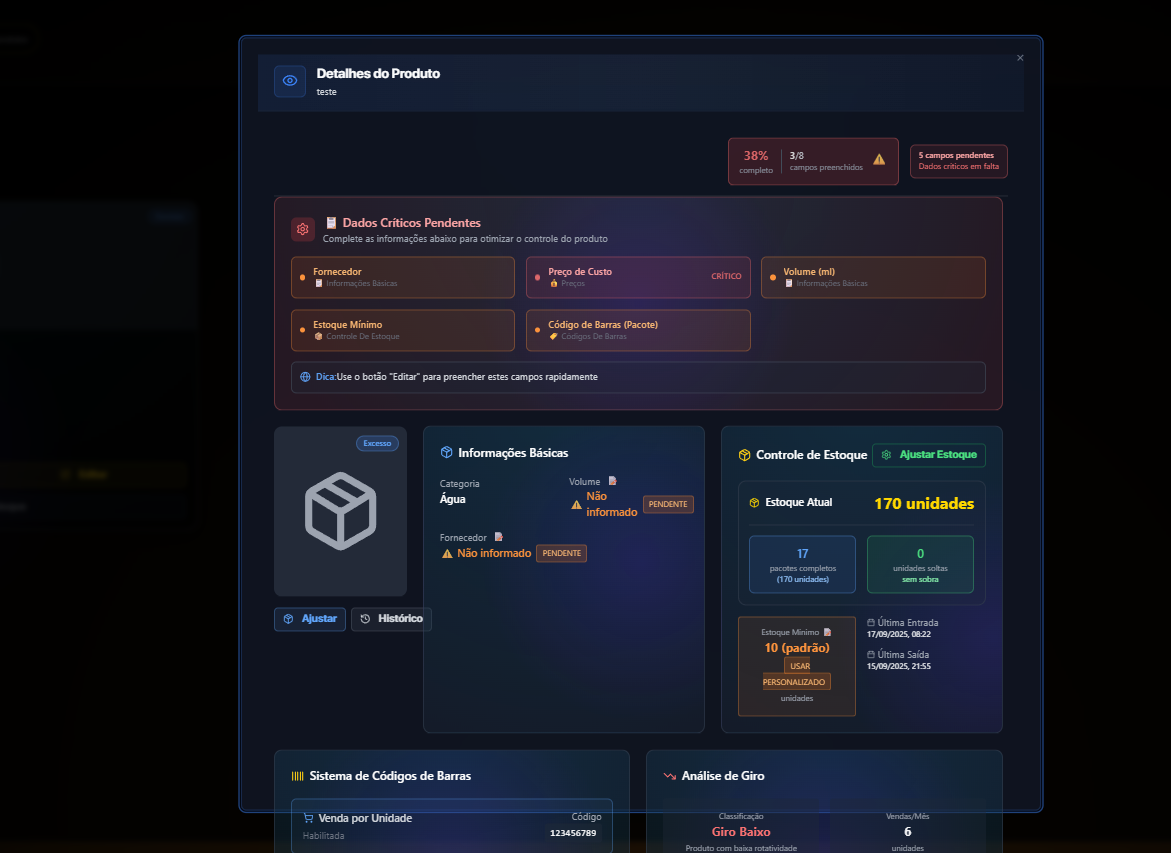 Detalhes do Produto
teste
38%
completo
3/8
campos preenchidos
5 campos pendentes
Dados críticos em falta
Dados Críticos Pendentes
Complete as informações abaixo para otimizar o controle do produto
Fornecedor
Informações Básicas
Preço de Custo
Preços
CRÍTICO
Volume (ml)
Informações Básicas
Estoque Mínimo
Controle De Estoque
Código de Barras (Pacote)
Códigos De Barras
Dica:Use o botão "Editar" para preencher estes campos rapidamente
Excesso
Ajustar
Histórico
Informações Básicas
Categoria
Água
Volume
Não
informado
PENDENTE
Fornecedor
Não informado
PENDENTE
Controle de Estoque
Ajustar Estoque
Estoque Atual
170 unidades
17
pacotes completos
(170 unidades)
0
unidades soltas
sem sobra
Estoque Mínimo
10 (padrão)
USAR
PERSONALIZADO
unidades
Última Entrada
17/09/2025, 08:22
Última Saída
15/09/2025, 21:55
Sistema de Códigos de Barras
Venda por Unidade
Habilitada
Código
123456789
Análise de Giro
Classificação
Giro Baixo
Produto com baixa rotatividade
Vendas/Mês
6
unidades